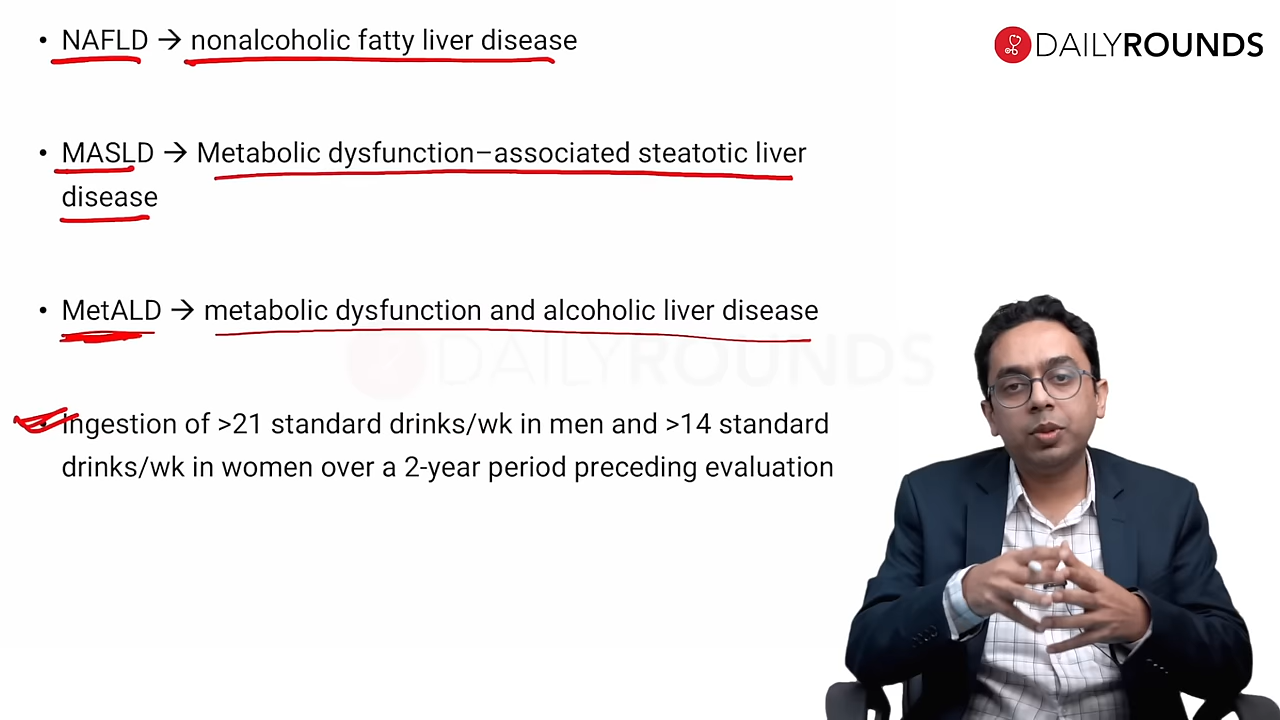 • NAFLD → nonalcoholic fatty liver disease
DAILYROUNDS
• MASLD → Metabolic dysfunction–associated steatotic liver
disease
• MetALD → metabolic dysfunction and alcoholic liver disease
DAILYROUNDS
• Ingestion of >21 standard drinks/wk in men and >14 standard
drinks/wk in women over a 2-year period preceding evaluation